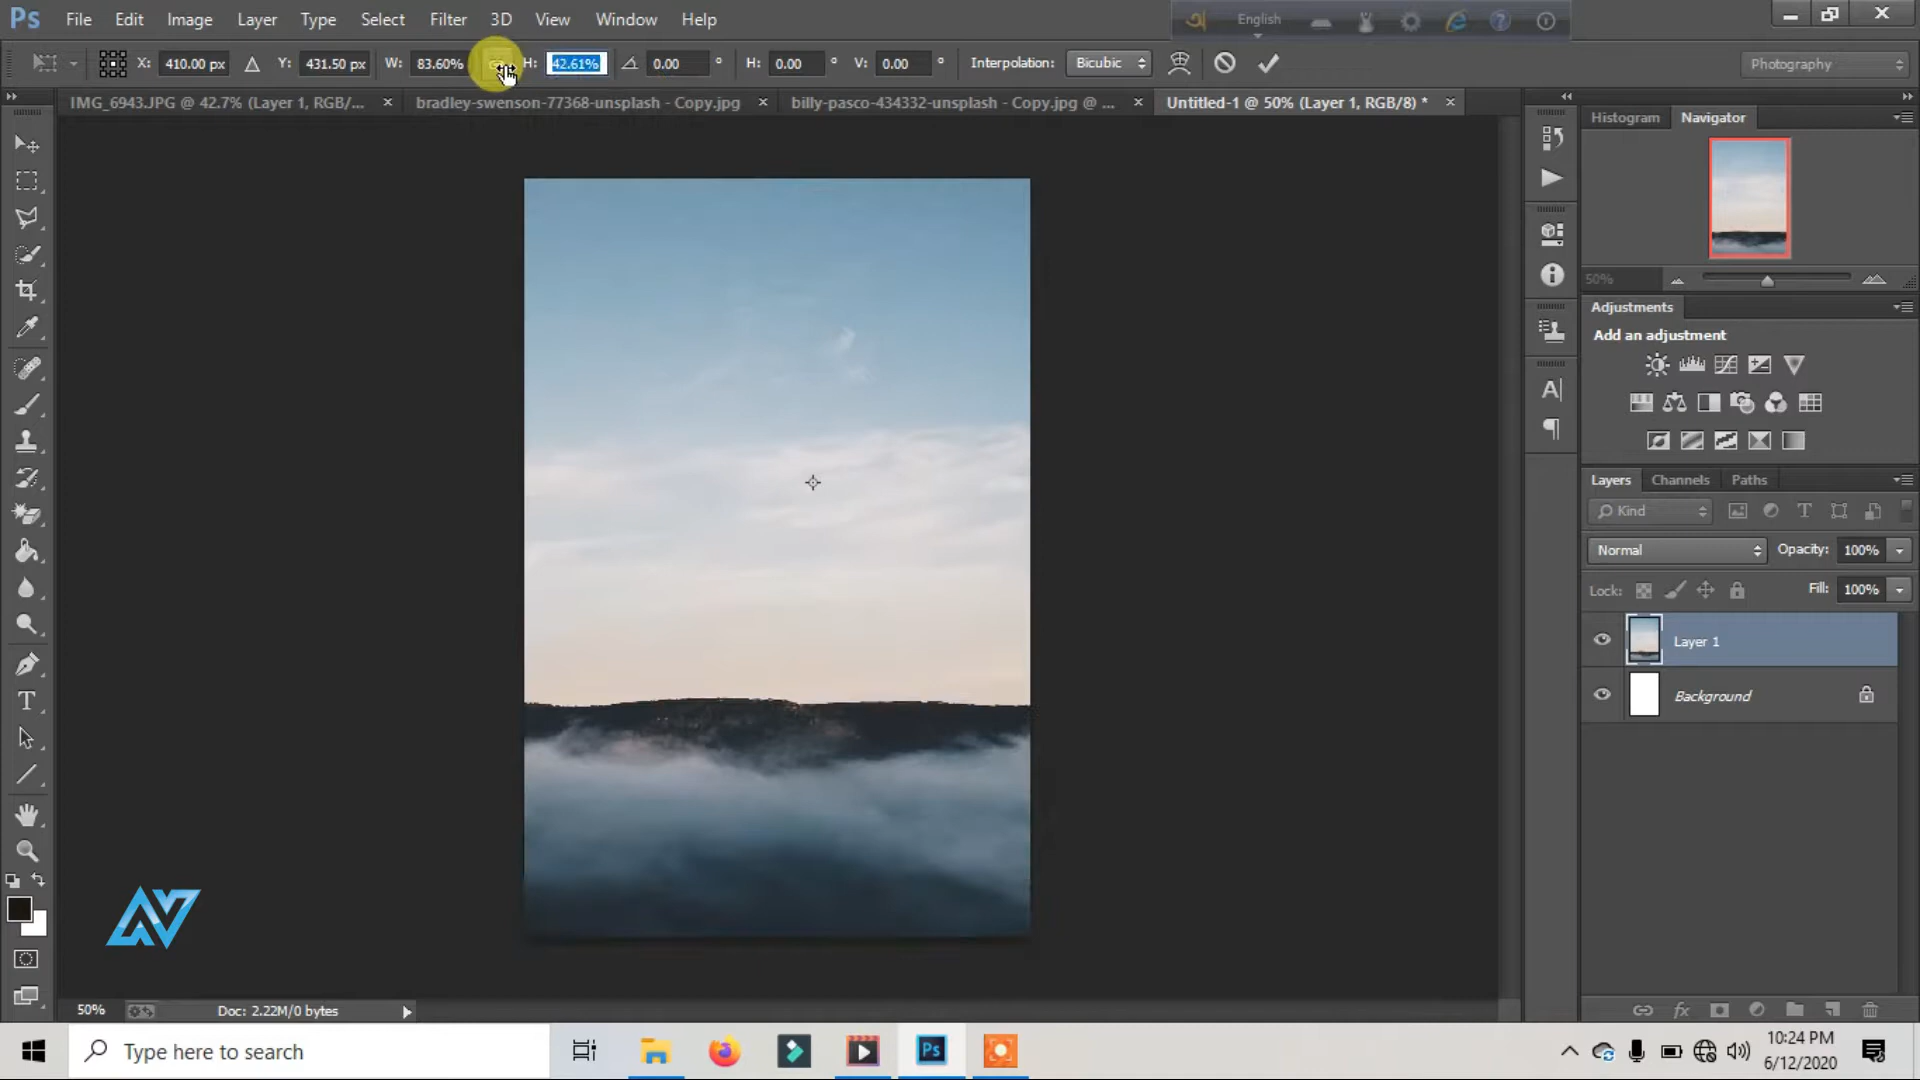 Ps File Edit Image Layer Type Select Filter 3D View Window Help
English
X: 410.00 px Y: 431.50 px W: 83.60% H: 42.61% 0.00 ° H: 0.00 ° V: 0.00 ° Interpolation: Bicubic
Photography
IMG_6943.JPG @ 42.7% (Layer 1, RGB/... × bradley-swenson-77368-unsplash - Copy.jpg × billy-pasco-434332-unsplash - Copy.jpg @ ... × Untitled-1 @ 50% (Layer 1, RGB/8) * ×
Histogram Navigator
50%
Adjustments
Add an adjustment
Layers Channels Paths
Kind
Normal Opacity: 100%
Lock: Fill: 100%
Layer 1
Background
50% Doc: 2.22M/0 bytes
Type here to search
Ps
10:24 PM
6/12/2020